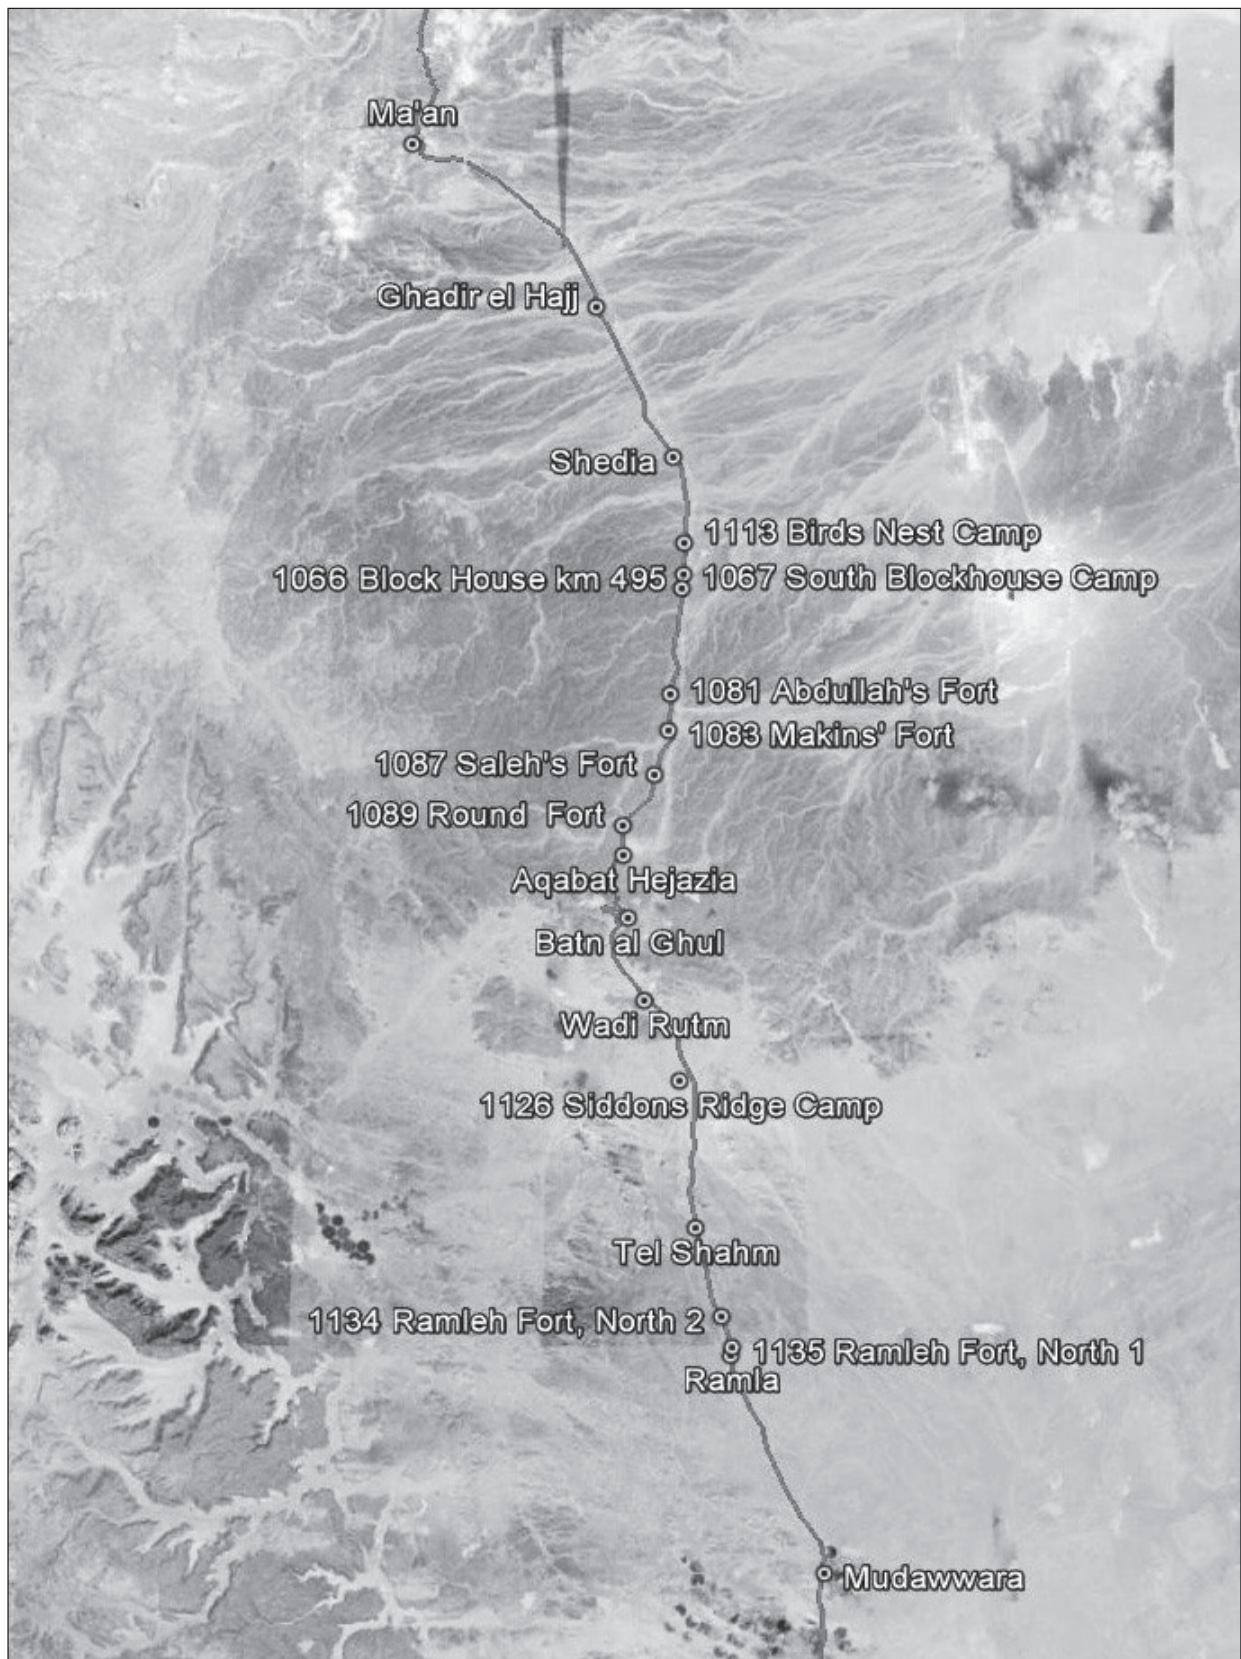 Ma'an
Ghadir el Hajj
Shedia
1113 Birds Nest Camp
1066 Block House km 495
1067 South Blockhouse Camp
1081 Abdullah's Fort
1083 Makins' Fort
1087 Saleh's Fort
1089 Round Fort
Aqabat Hejazia
Batn al Ghul
Wadi Rutm
1126 Siddons Ridge Camp
Tel Shahm
1134 Ramleh Fort, North 2
1135 Ramleh Fort, North 1
Ramla
Mudawwara